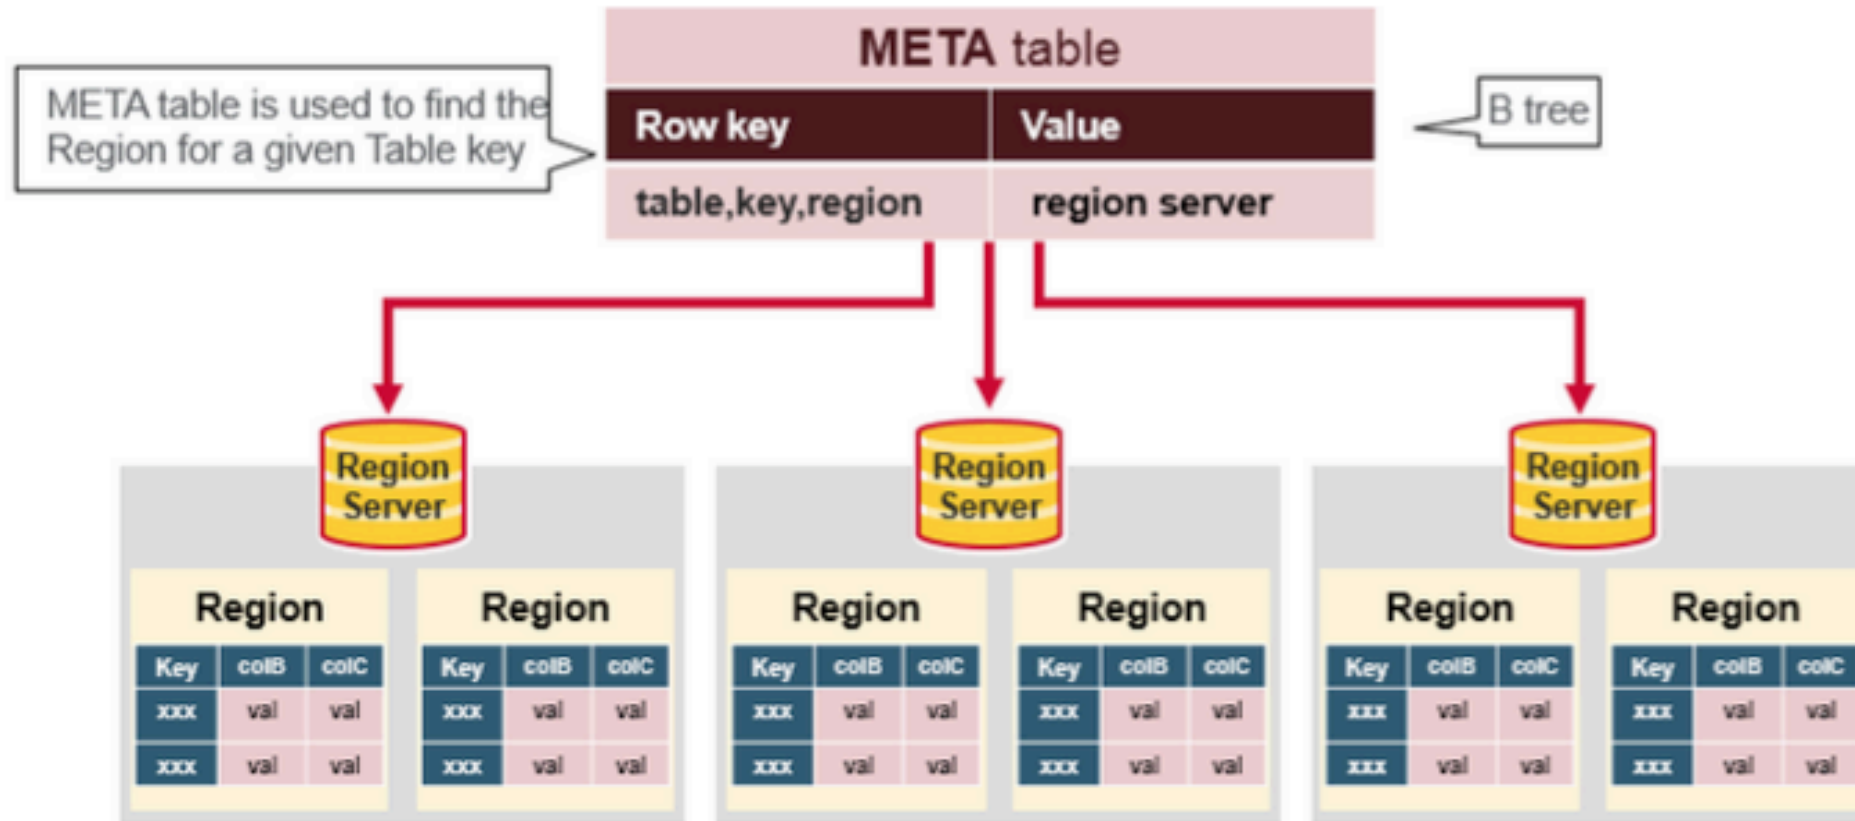 META table
META table is used to find the
Region for a given Table key
Row key Value
B tree
table,key,region region server
Region
Server
Region
Server
Region
Server
Region Region Region Region Region Region
Key colB colC Key colB colC Key colB colC Key colB colC Key colB colC Key colB colC
xxx val val xxx val val xxx val val xxx val val xxx val val xxx val val
xxx val val xxx val val xxx val val xxx val val xxx val val xxx val val